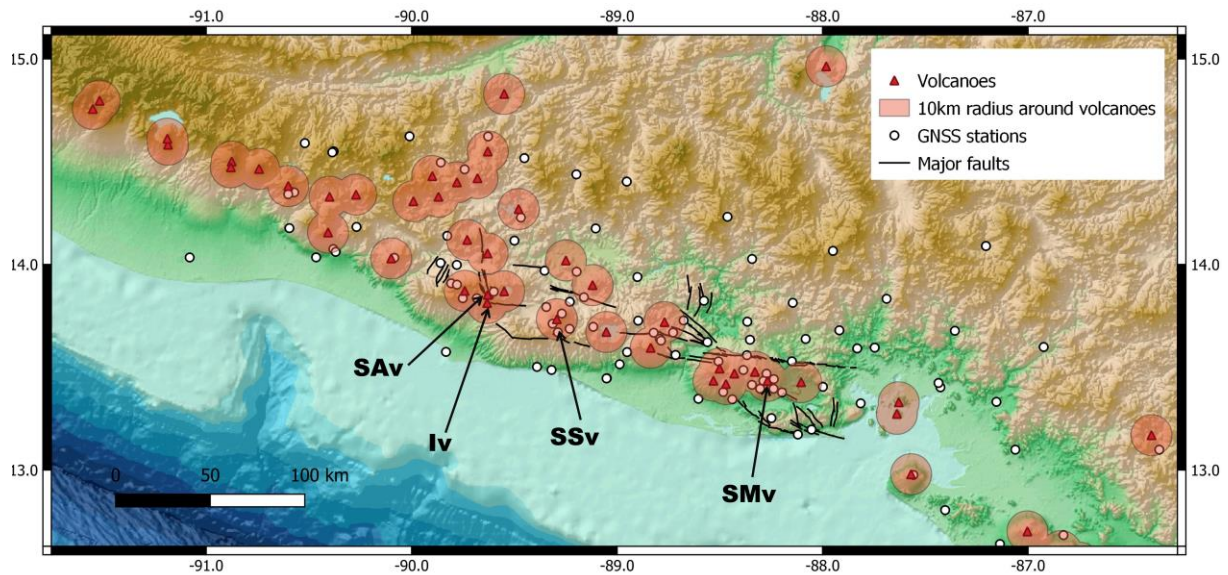 -91.0 -90.0 -89.0 -88.0 -87.0
15.0 15.0
Volcanoes
10km radius around volcanoes
GNSS stations
Major faults
14.0 14.0
SAv
Iv
SSv
SMv
13.0 13.0
0 50 100 km
-91.0 -90.0 -89.0 -88.0 -87.0